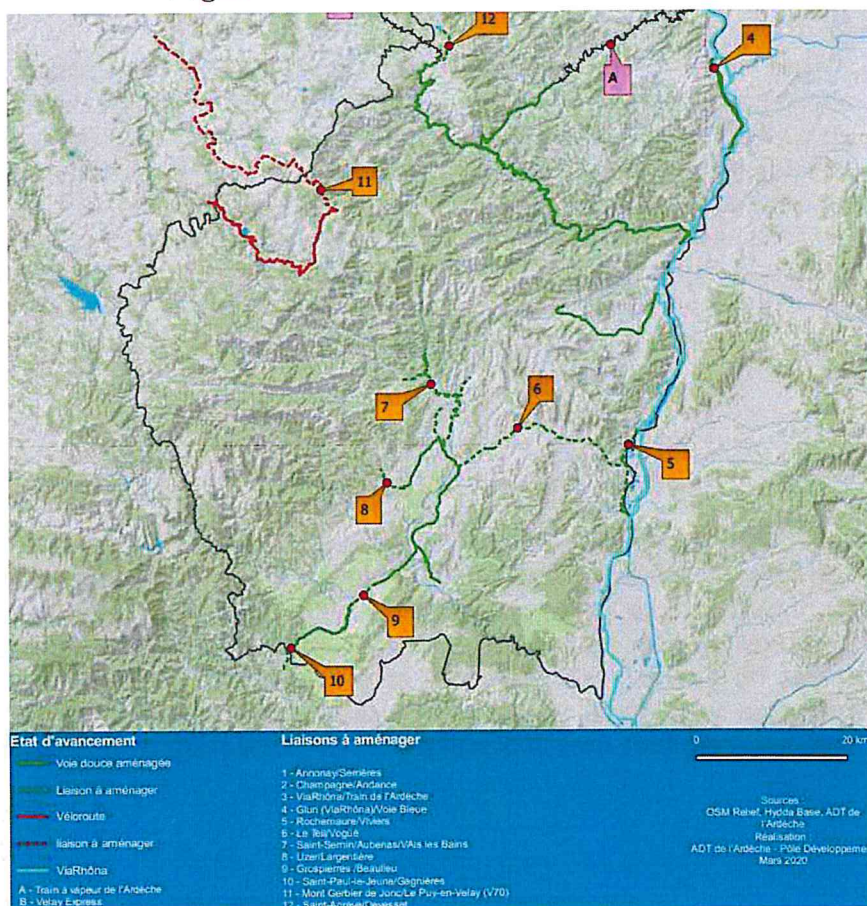 12
4
A
11
7
6
5
8
9
10
Etat d'avancement
Voie douce aménagée
Liaison à aménager
Véloroute
liaison à aménager
ViaRhôna
A - Train à vapeur de l'Ardèche
B - Velay Express
Liaisons à aménager
1 - Annonay/Serrières
2 - Champagne/Andance
3 - ViaRhôna/Train de l'Ardèche
4 - Glun (ViaRhôna)/Voie Bleue
5 - Rochemaure/Viviers
6 - Le Teil/Vogüé
7 - Saint-Sernin/Aubenas/VAls les Bains
8 - Uzer/Largentière
9 - Grospierres /Beaulieu
10 - Saint-Paul-le-Jeune/Gagnières
11 - Mont Gerbier de Jonc/Le Puy-en-Velay (V70)
12 - Saint-Agrève/Devesset
0 20 km
Sources :
OSM Relief, Hydda Base, ADT de
l'Ardèche
Réalisation :
ADT de l'Ardèche - Pôle Développeme
Mars 2020